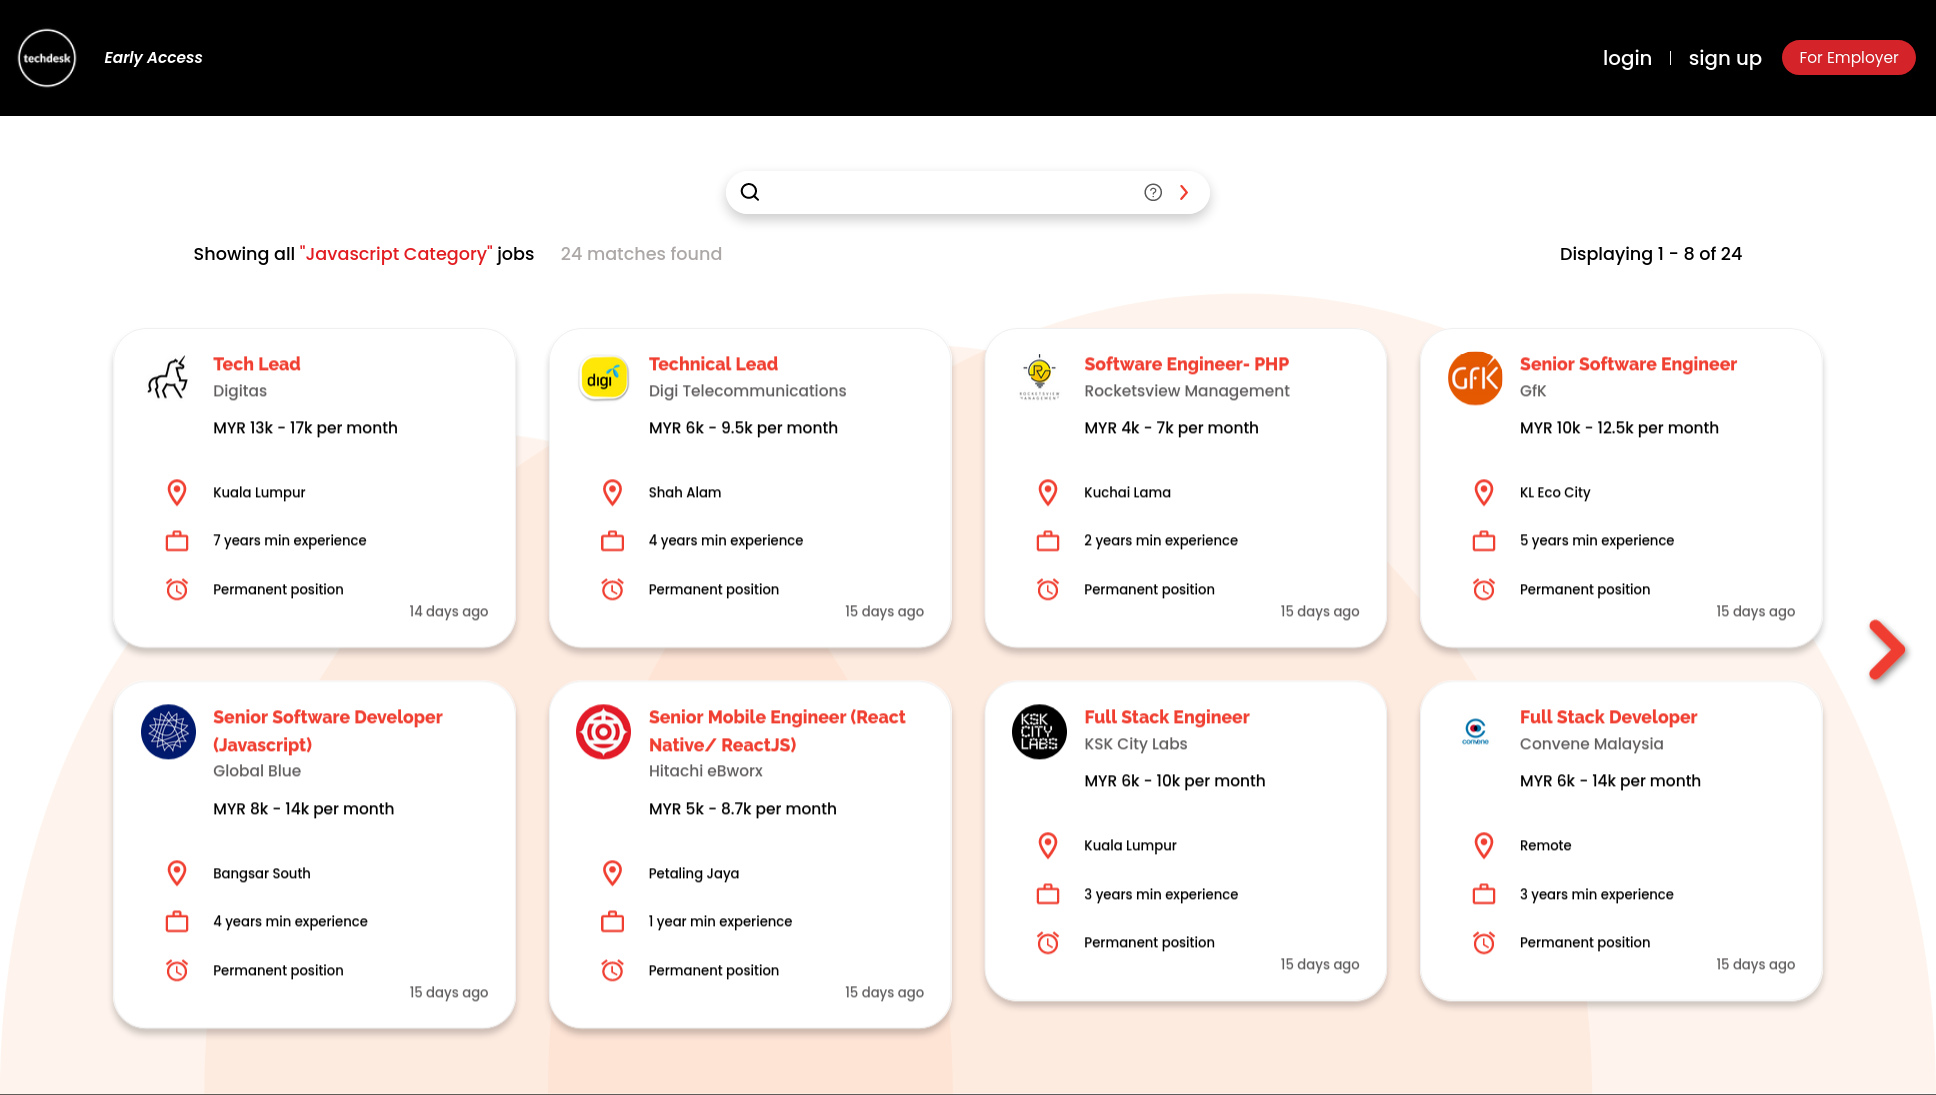 techdesk
Early Access
login
sign up
For Employer
Showing all "Javascript Category" jobs
24 matches found
Displaying 1 - 8 of 24
Tech Lead
Digitas
MYR 13k - 17k per month
Kuala Lumpur
7 years min experience
Permanent position
14 days ago
digi
Technical Lead
Digi Telecommunications
MYR 6k - 9.5k per month
Shah Alam
4 years min experience
Permanent position
15 days ago
ROCKETSVIEW
MANAGEMENT
Software Engineer- PHP
Rocketsview Management
MYR 4k - 7k per month
Kuchai Lama
2 years min experience
Permanent position
15 days ago
GfK
Senior Software Engineer
GfK
MYR 10k - 12.5k per month
KL Eco City
5 years min experience
Permanent position
15 days ago
Senior Software Developer
(Javascript)
Global Blue
MYR 8k - 14k per month
Bangsar South
4 years min experience
Permanent position
15 days ago
Senior Mobile Engineer (React
Native/ ReactJS)
Hitachi eBworx
MYR 5k - 8.7k per month
Petaling Jaya
1 year min experience
Permanent position
15 days ago
KSK
CITY
LABS
Full Stack Engineer
KSK City Labs
MYR 6k - 10k per month
Kuala Lumpur
3 years min experience
Permanent position
15 days ago
convene
Full Stack Developer
Convene Malaysia
MYR 6k - 14k per month
Remote
3 years min experience
Permanent position
15 days ago